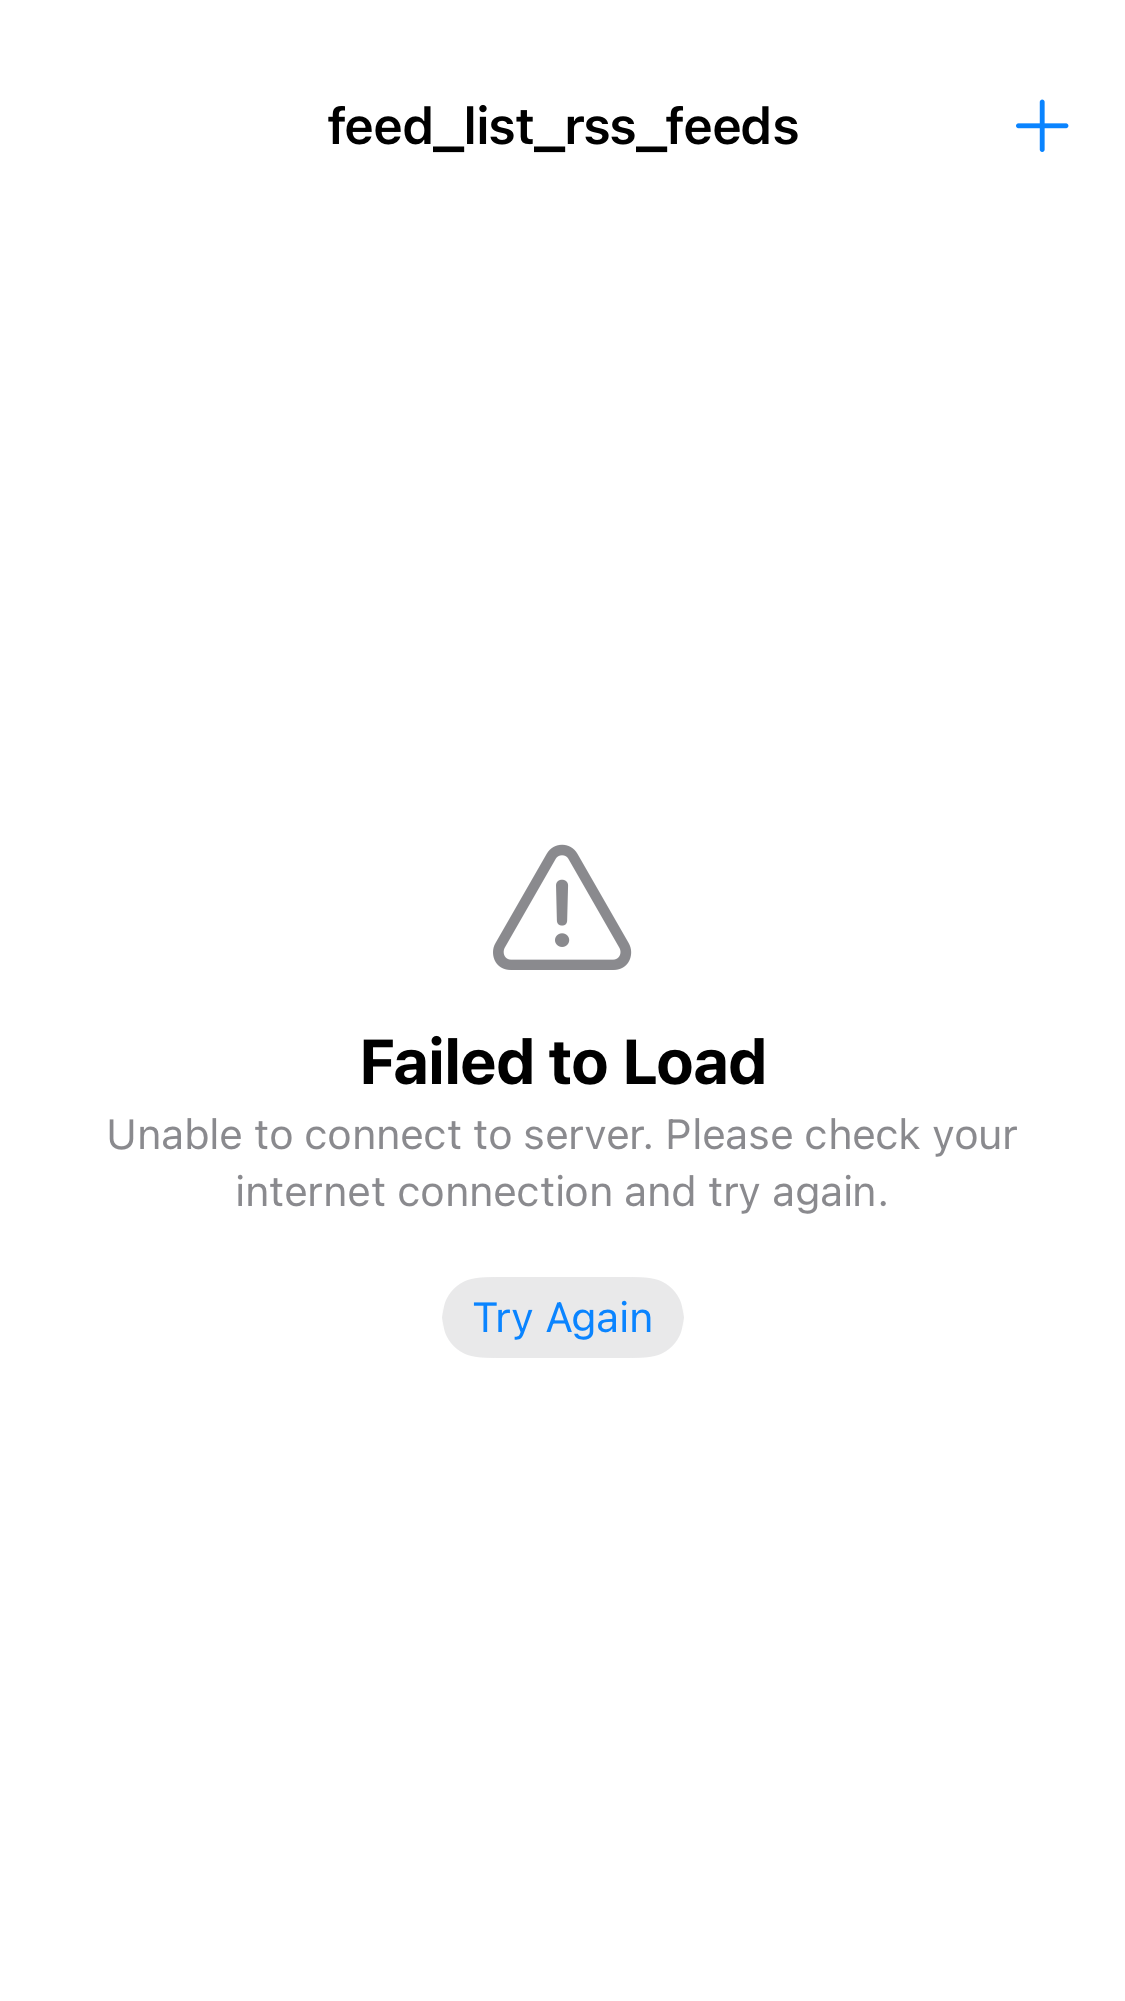 feed_list_rss_feeds
Failed to Load
Unable to connect to server. Please check your
internet connection and try again.
Try Again